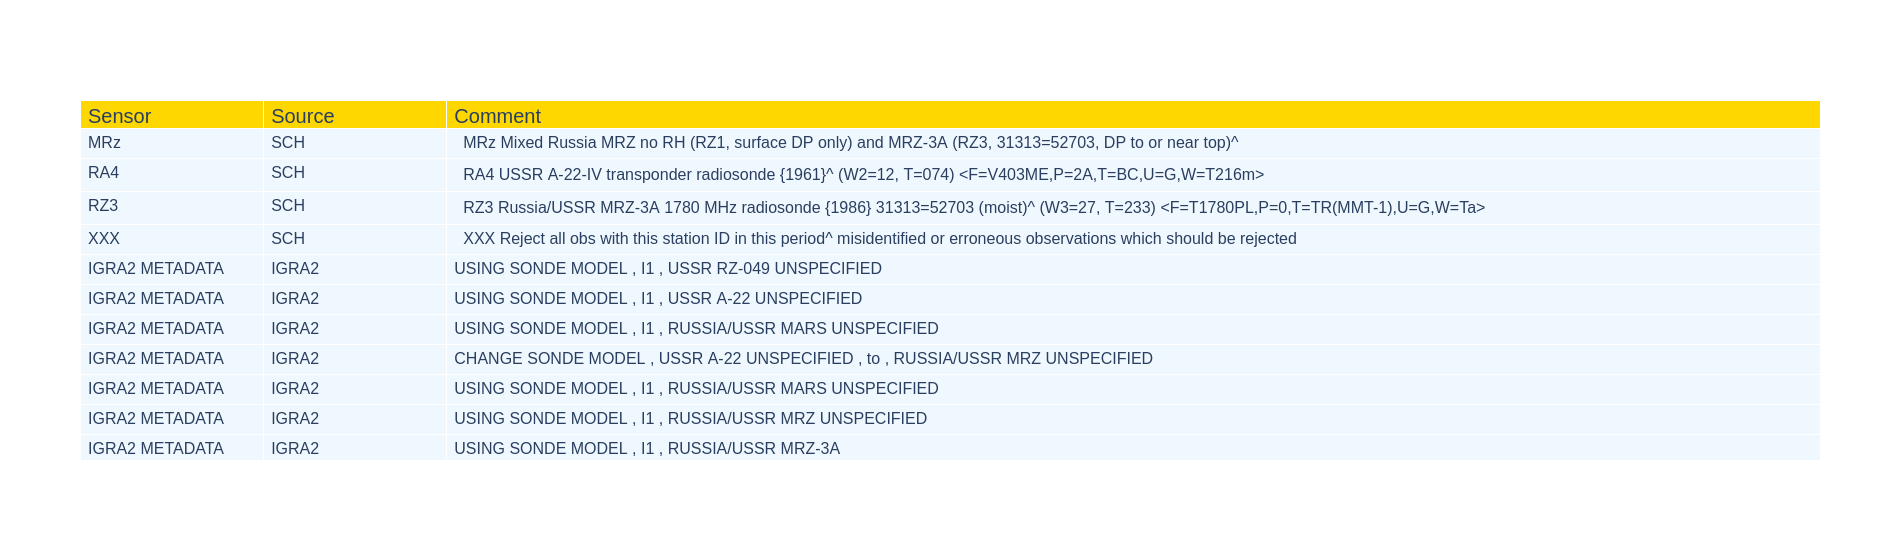 Sensor Source Comment
MRz SCH MRz Mixed Russia MRZ no RH (RZ1, surface DP only) and MRZ-3A (RZ3, 31313=52703, DP to or near top)^
RA4 SCH RA4 USSR A-22-IV transponder radiosonde {1961}^ (W2=12, T=074) <F=V403ME,P=2A,T=BC,U=G,W=T216m>
RZ3 SCH RZ3 Russia/USSR MRZ-3A 1780 MHz radiosonde {1986} 31313=52703 (moist)^ (W3=27, T=233) <F=T1780PL,P=0,T=TR(MMT-1),U=G,W=Ta>
XXX SCH XXX Reject all obs with this station ID in this period^ misidentified or erroneous observations which should be rejected
IGRA2 METADATA IGRA2 USING SONDE MODEL , I1 , USSR RZ-049 UNSPECIFIED
IGRA2 METADATA IGRA2 USING SONDE MODEL , I1 , USSR A-22 UNSPECIFIED
IGRA2 METADATA IGRA2 USING SONDE MODEL , I1 , RUSSIA/USSR MARS UNSPECIFIED
IGRA2 METADATA IGRA2 CHANGE SONDE MODEL , USSR A-22 UNSPECIFIED , to , RUSSIA/USSR MRZ UNSPECIFIED
IGRA2 METADATA IGRA2 USING SONDE MODEL , I1 , RUSSIA/USSR MARS UNSPECIFIED
IGRA2 METADATA IGRA2 USING SONDE MODEL , I1 , RUSSIA/USSR MRZ UNSPECIFIED
IGRA2 METADATA IGRA2 USING SONDE MODEL , I1 , RUSSIA/USSR MRZ-3A